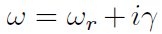 ω = ω_r + iγ